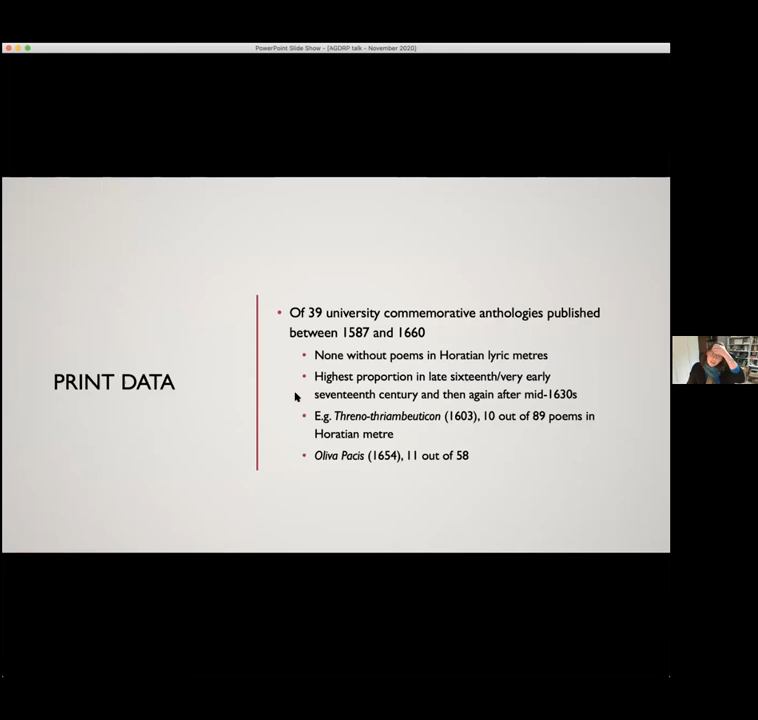 PowerPoint Slide Show - [AGDRP talk - November 2020]
PRINT DATA
• Of 39 university commemorative anthologies published
between 1587 and 1660
• None without poems in Horatian lyric metres
• Highest proportion in late sixteenth/very early
seventeenth century and then again after mid-1630s
• E.g. Threno-thriambeuticon (1603), 10 out of 89 poems in
Horatian metre
• Oliva Pacis (1654), 11 out of 58